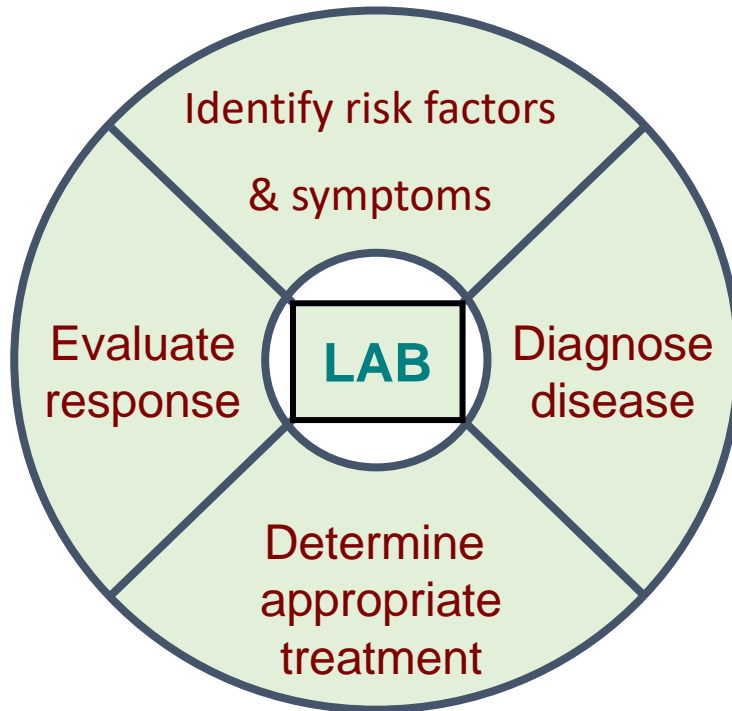 Identify risk factors
& symptoms
Evaluate
response
LAB
Diagnose
disease
Determine
appropriate
treatment